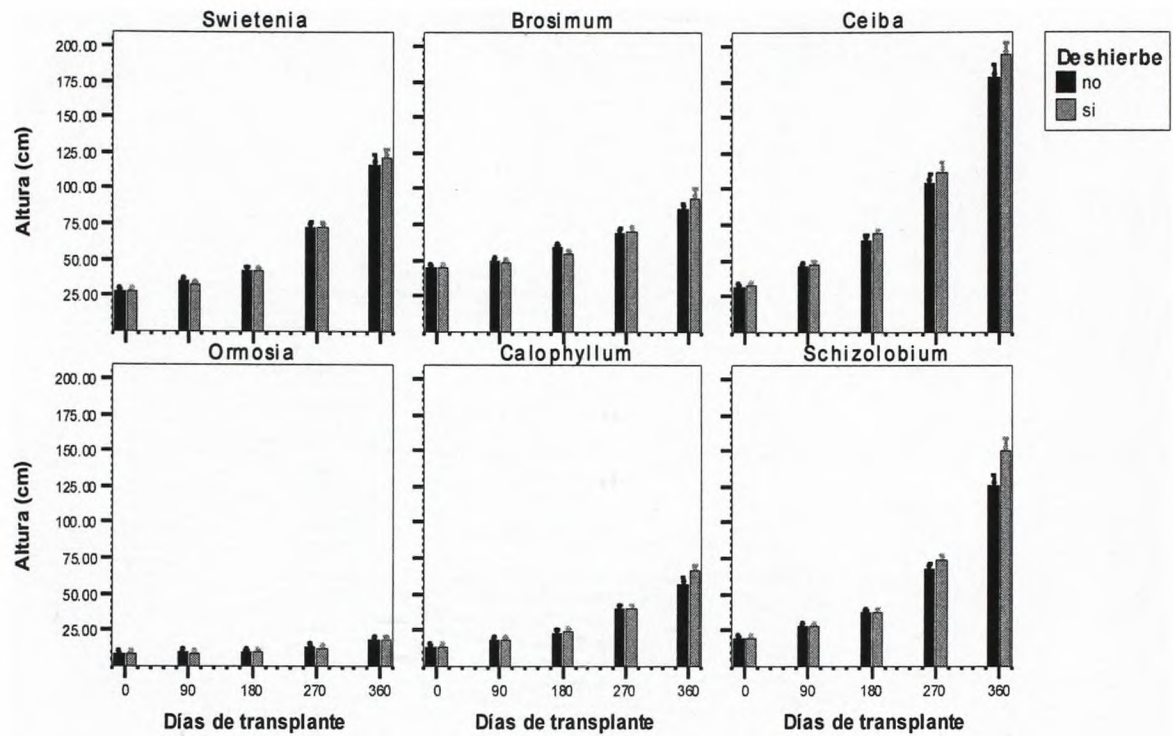 Swietenia Brosimum Ceiba
Deshierbe
no
si
Altura (cm)
200.00
175.00
150.00
125.00
100.00
75.00
50.00
25.00
Ormosia Calophyllum Schizolobium
Altura (cm)
200.00
175.00
150.00
125.00
100.00
75.00
50.00
25.00
0 90 180 270 360 0 90 180 270 360 0 90 180 270 360
Días de transplante Días de transplante Días de transplante